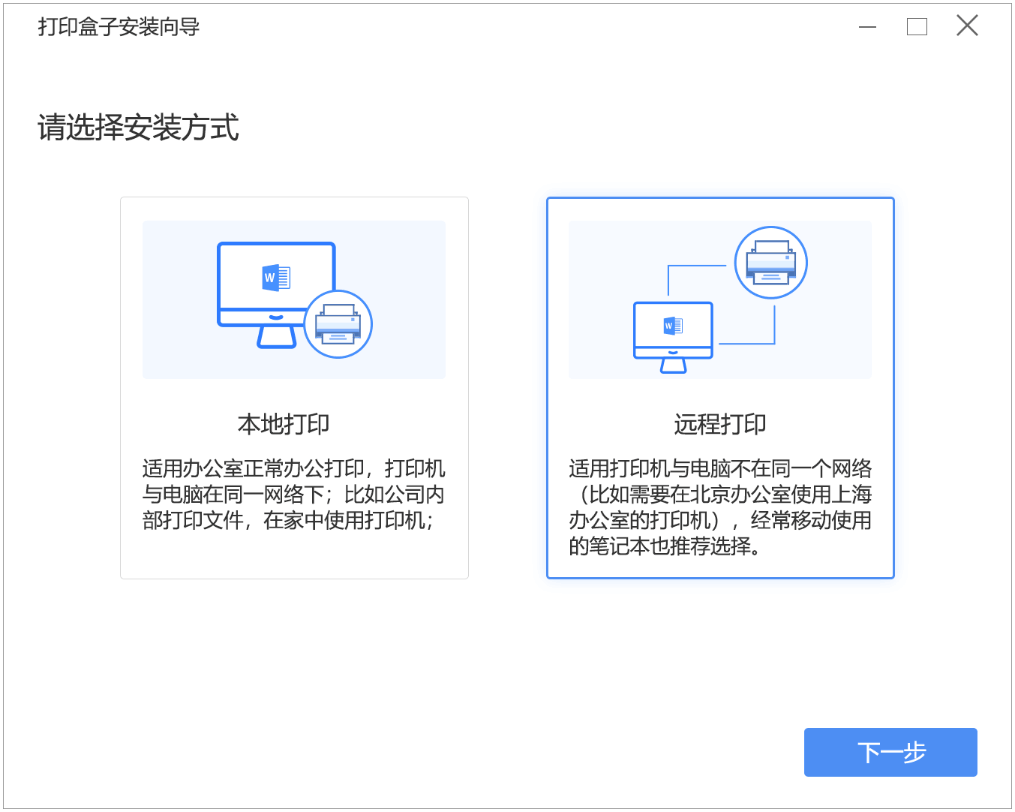 打印盒子安装向导
请选择安装方式
W
W
本地打印
适用办公室正常办公打印，打印机
与电脑在同一网络下；比如公司内
部打印文件，在家中使用打印机；
远程打印
适用打印机与电脑不在同一个网络
（比如需要在北京办公室使用上海
办公室的打印机），经常移动使用
的笔记本也推荐选择。
下一步